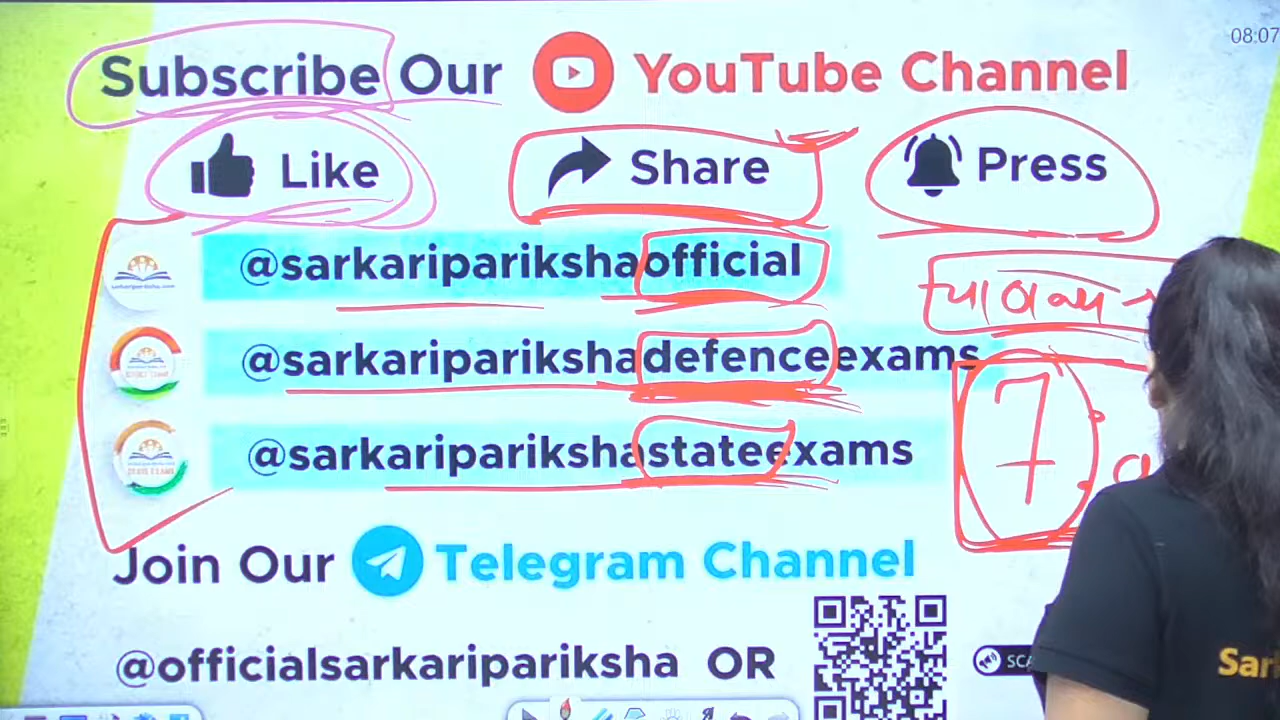 08:07
Subscribe Our YouTube Channel
Like Share Press
@sarkariparikshaofficial
@sarkariparikshadefenceexams
@sarkariparikshastateexams
7
Join Our Telegram Channel
@officialsarkaripariksha OR